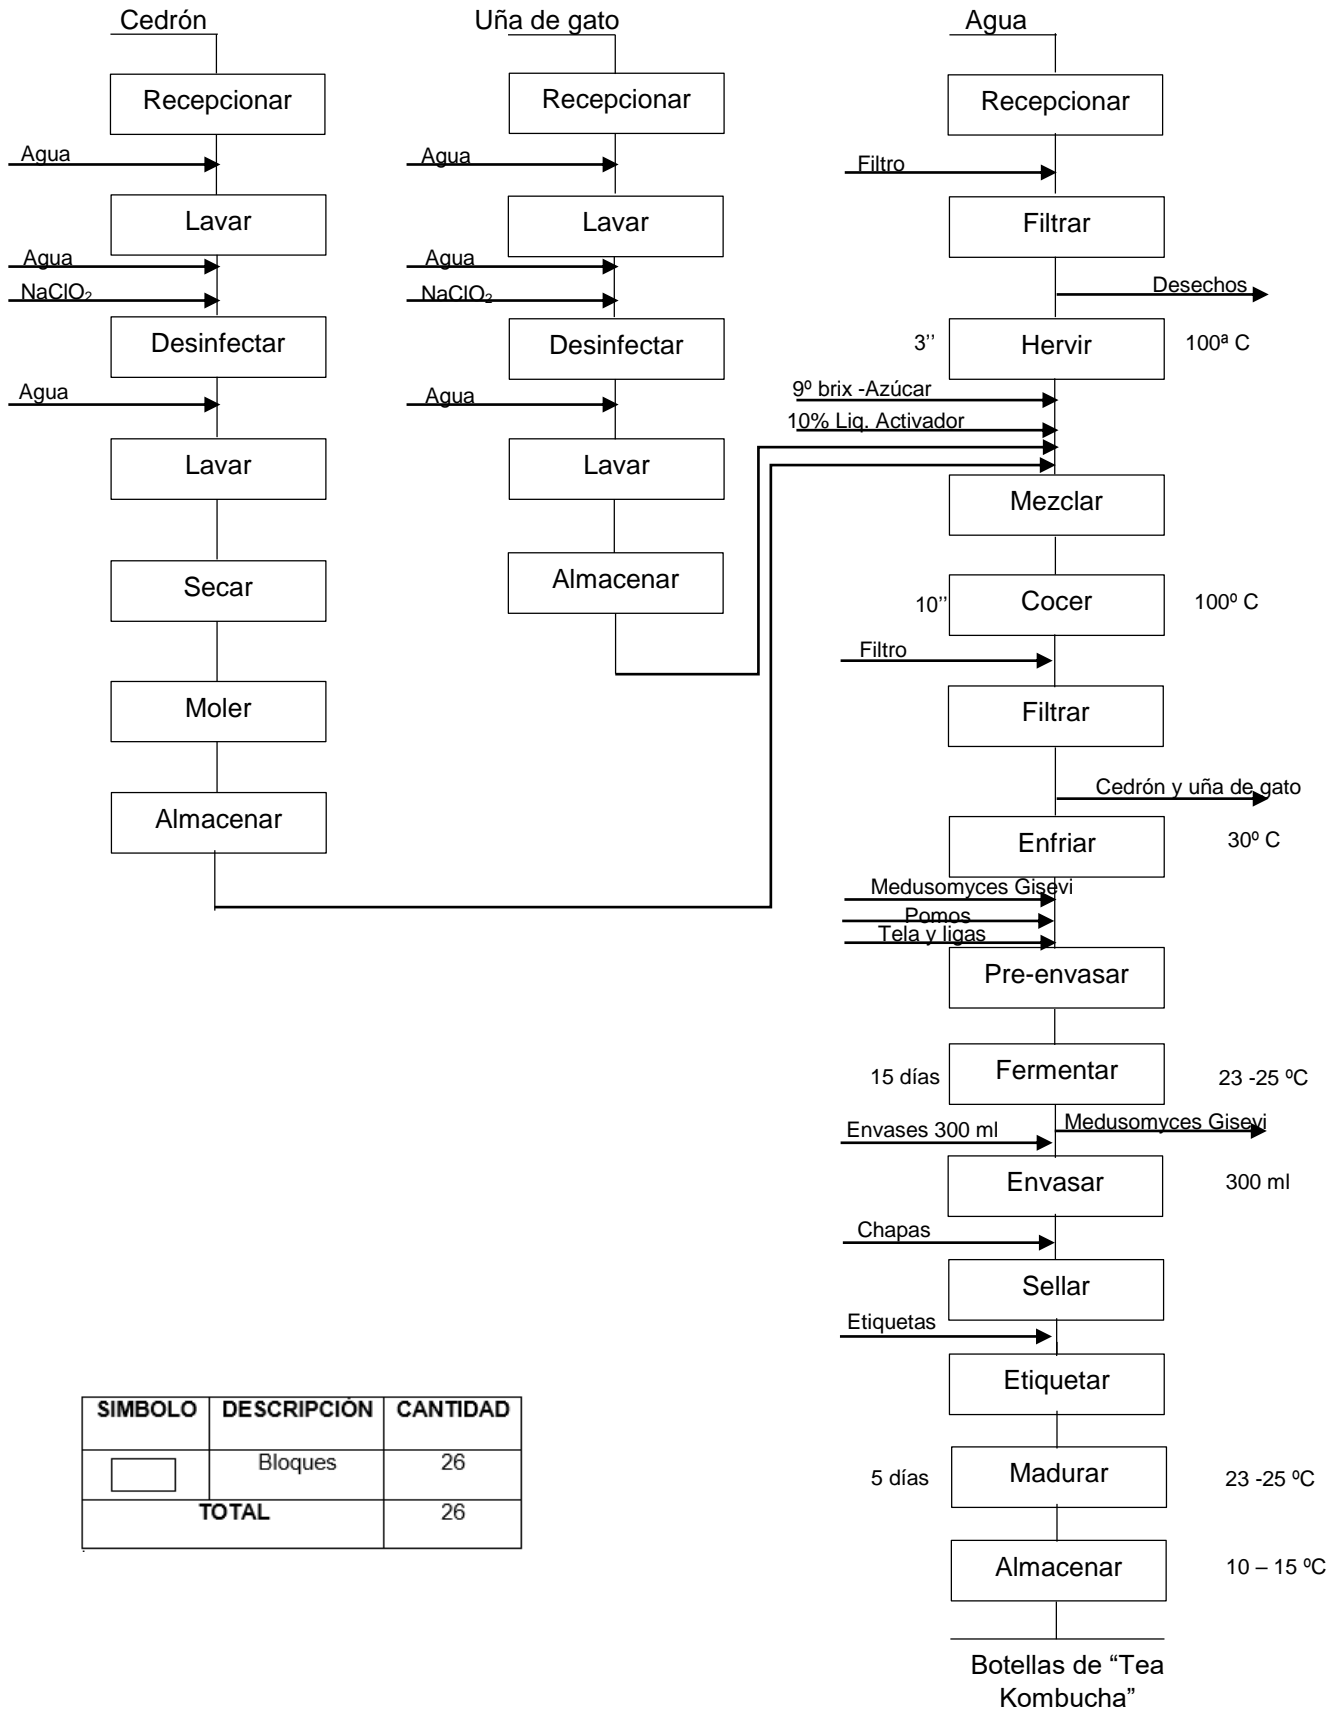 Cedrón
Recepcionar
Agua
Lavar
Agua
NaClO₂
Desinfectar
Agua
Lavar
Secar
Moler
Almacenar
Uña de gato
Recepcionar
Agua
Lavar
Agua
NaClO₂
Desinfectar
Agua
Lavar
Almacenar
Agua
Recepcionar
Filtro
Filtrar
Desechos
3’’ Hervir 100ª C
9º brix -Azúcar
10% Liq. Activador
Mezclar
10’’ Cocer 100º C
Filtro
Filtrar
Cedrón y uña de gato
Enfriar 30º C
Medusomyces Gisevi
Pomos
Tela y ligas
Pre-envasar
15 días Fermentar 23 -25 ºC
Envases 300 ml Medusomyces Gisevi
Envasar 300 ml
Chapas
Sellar
Etiquetas
Etiquetar
5 días Madurar 23 -25 ºC
Almacenar 10 – 15 ºC
Botellas de “Tea
Kombucha”
SIMBOLO DESCRIPCIÓN CANTIDAD
Bloques 26
TOTAL 26